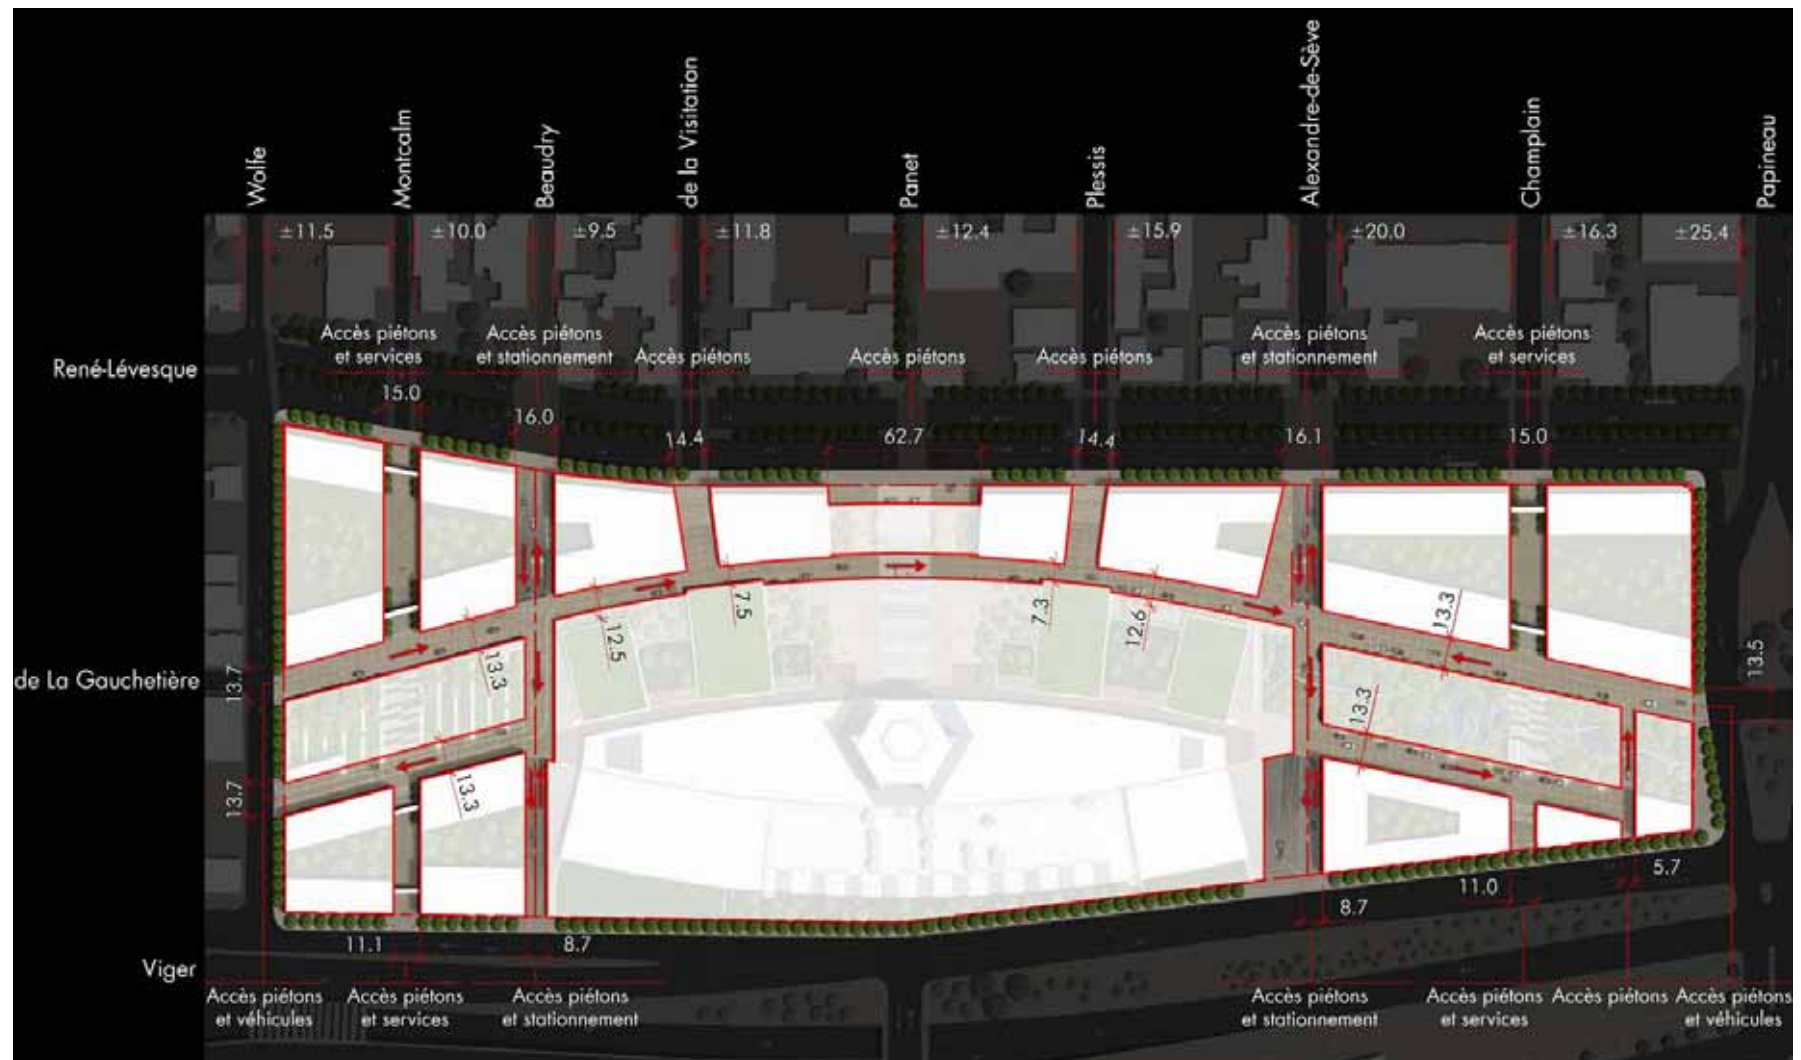 Wolfe
Montcalm
Beaudry
de la Visitation
Panet
Plessis
Alexandre-de-Sève
Champlain
Papineau
±11.5
±10.0
±9.5
±11.8
±12.4
±15.9
±20.0
±16.3
±25.4
Accès piétons
et services
Accès piétons
et stationnement
Accès piétons
Accès piétons
Accès piétons
Accès piétons
et stationnement
Accès piétons
et services
René-Lévesque
15.0
16.0
14.4
62.7
14.4
16.1
15.0
7.5
7.3
12.5
12.6
13.3
13.3
de La Gauchetière
13.7
13.5
13.3
13.7
13.3
5.7
11.0
8.7
11.1
8.7
Viger
Accès piétons
et véhicules
Accès piétons
et services
Accès piétons
et stationnement
Accès piétons
et stationnement
Accès piétons
et services
Accès piétons
Accès piétons
et véhicules